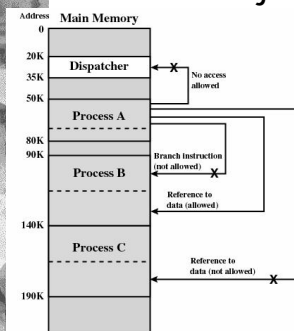 Address
Main Memory
0
20K
Dispatcher
35K
No access
allowed
50K
Process A
80K
90K
Branch instruction
(not allowed)
Process B
Reference to
data (allowed)
140K
Process C
Reference to
data (not allowed)
190K